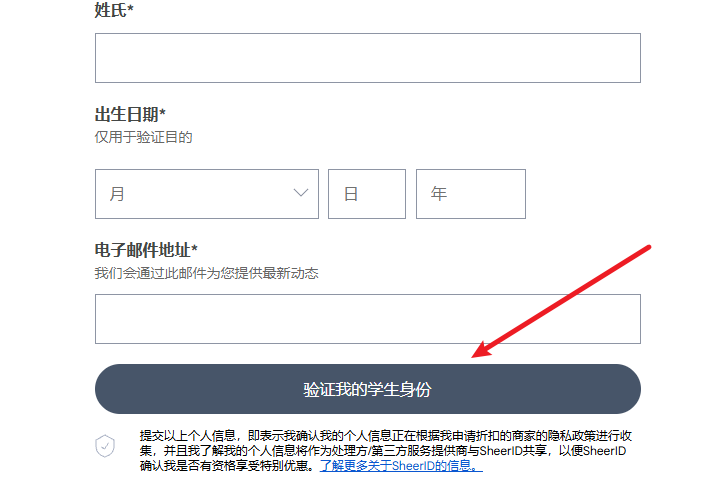 姓氏*
出生日期*
仅用于验证目的
月 日 年
电子邮件地址*
我们会通过此邮件为您提供最新动态
验证我的学生身份
提交以上个人信息，即表示我确认我的个人信息正在根据我申请折扣的商家的隐私政策进行收
集，并且我了解我的个人信息将作为处理方/第三方服务提供商与SheerID共享，以便SheerID
确认我是否有资格享受特别优惠。了解更多关于SheerID的信息。